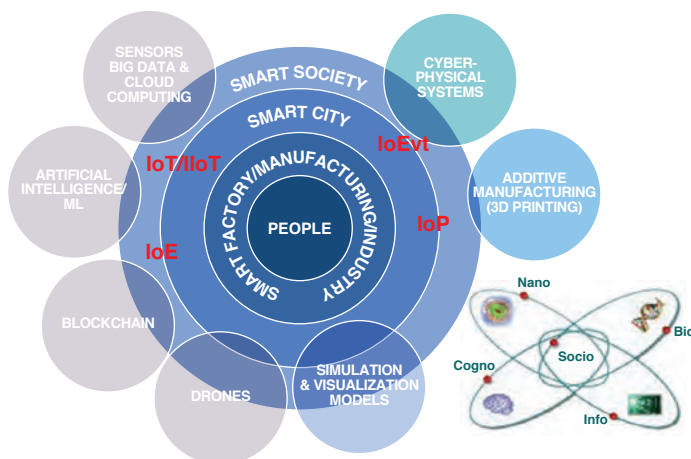 SENSORS
BIG DATA &
CLOUD
COMPUTING
SMART SOCIETY
CYBER-
PHYSICAL
SYSTEMS
SMART CITY
IoT/IIoT
IoEvt
ARTIFICIAL
INTELLIGENCE/
ML
SMART FACTORY/MANUFACTURING/INDUSTRY
ADDITIVE
MANUFACTURING
(3D PRINTING)
PEOPLE
IoE
IoP
BLOCKCHAIN
DRONES
SIMULATION
& VISUALIZATION
MODELS
Nano
Bio
Socio
Cogno
Info